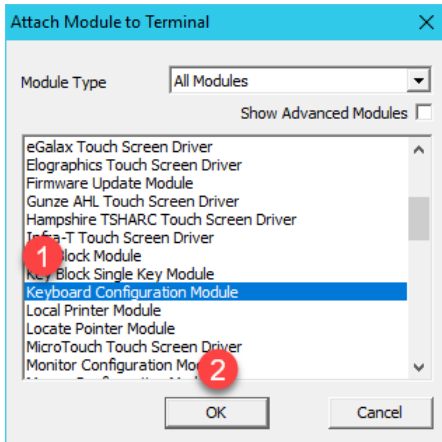 Attach Module to Terminal
Module Type
All Modules
Show Advanced Modules
eGalax Touch Screen Driver
Elographics Touch Screen Driver
Firmware Update Module
Gunze AHL Touch Screen Driver
Hampshire TSHARC Touch Screen Driver
Infra-T Touch Screen Driver
1
Block Module
Key Block Single Key Module
Keyboard Configuration Module
Local Printer Module
Locate Pointer Module
MicroTouch Touch Screen Driver
Monitor Configuration
2
OK
Cancel